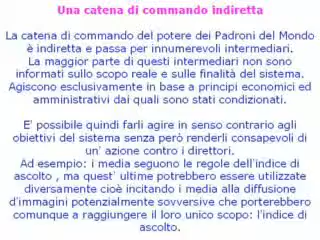 Una catena di commando indiretta
La catena di commando del potere dei Padroni del Mondo
è indiretta e passa per innumerevoli intermediari.
La maggior parte di questi intermediari non sono
informati sullo scopo reale e sulle finalità del sistema.
Agiscono esclusivamente in base a principi economici ed
amministrativi dai quali sono stati condizionati.
E' possibile quindi farli agire in senso contrario agli
obiettivi del sistema senza però renderli consapevoli di
un' azione contro i direttori.
Ad esempio: i media seguono le regole dell'indice di
ascolto , ma quest' ultime potrebbero essere utilizzate
diversamente cioè incitando i media alla diffusione
d'immagini potenzialmente sovversive che porterebbero
comunque a raggiungere il loro unico scopo: l'indice di
ascolto.